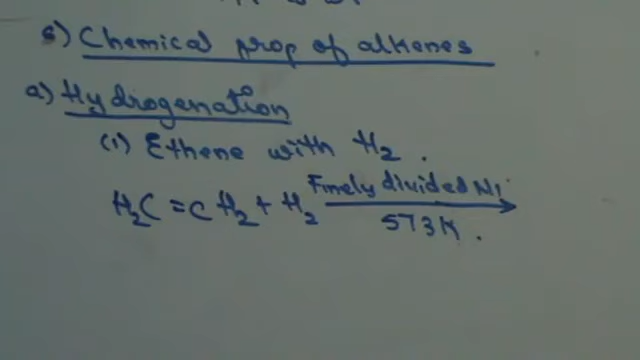 6) Chemical prop of alkenes
a) Hydrogenation
(1) Ethene with H2.
H2C=CH2 + H2 Finely divided Ni
573K.